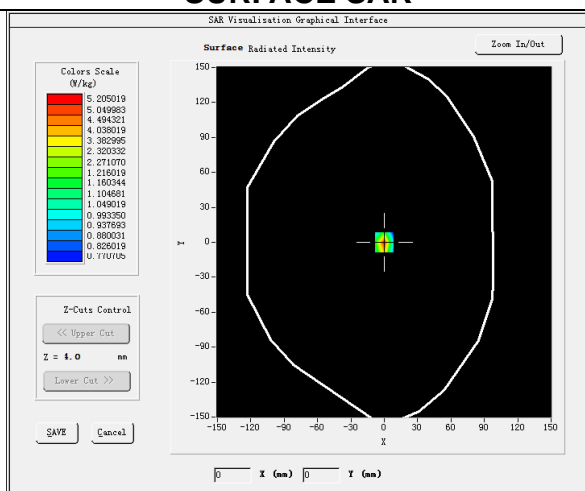 SURFACE SAR
SAR Visualisation Graphical Interface
Surface Radiated Intensity
Zoom In/Out
Colors Scale
(W/kg)
5.205019
5.049983
4.494321
4.038019
3.382995
2.320332
2.271070
1.216019
1.160344
1.104681
1.049019
0.993350
0.937693
0.880031
0.826019
0.770705
150
120
90
60
30
0
-30
-60
-90
-120
-150
Y
-150 -120 -90 -60 -30 0 30 60 90 120 150
X
Z-Cuts Control
<< Upper Cut
Z = 4.0 mm
Lower Cut >>
SAVE Cancel
0 X (mm) 0 Y (mm)